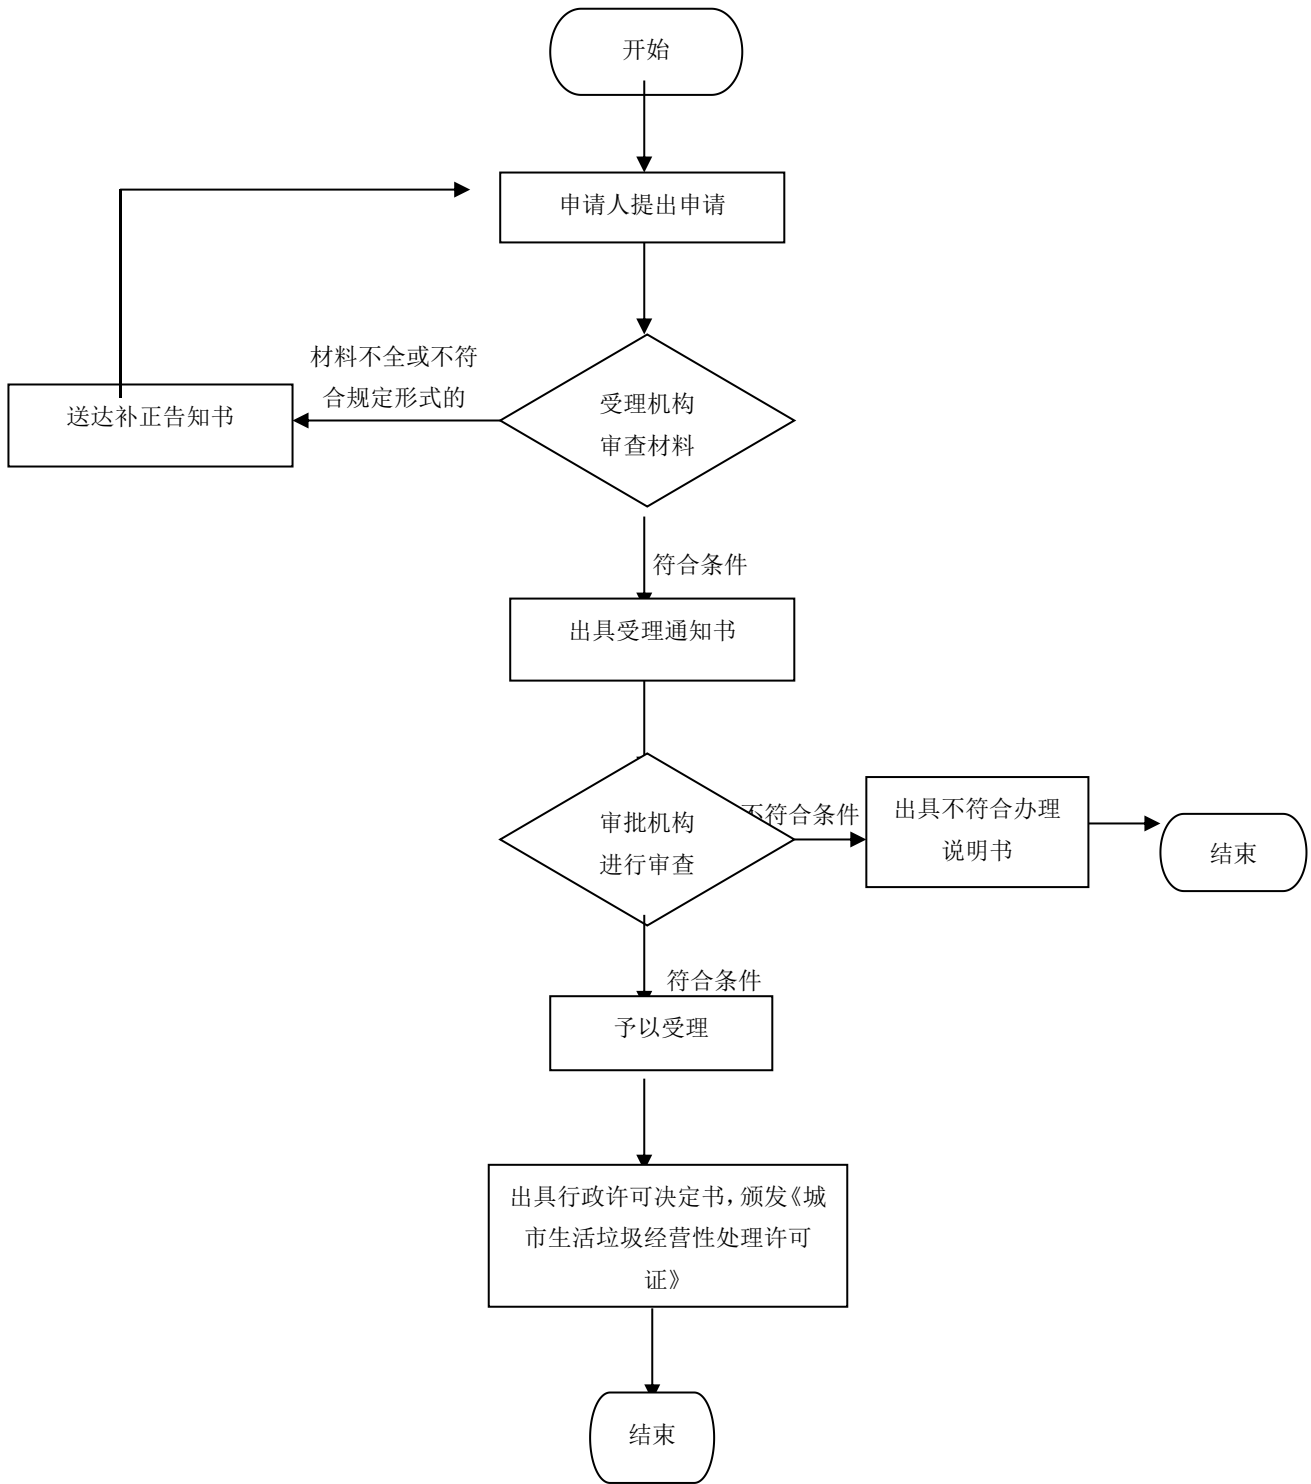 开始
申请人提出申请
材料不全或不符
合规定形式的
受理机构
审查材料
送达补正告知书
符合条件
出具受理通知书
审批机构
进行审查
不符合条件
出具不符合办理
说明书
结束
符合条件
予以受理
出具行政许可决定书，颁发《城
市生活垃圾经营性处理许可
证》
结束